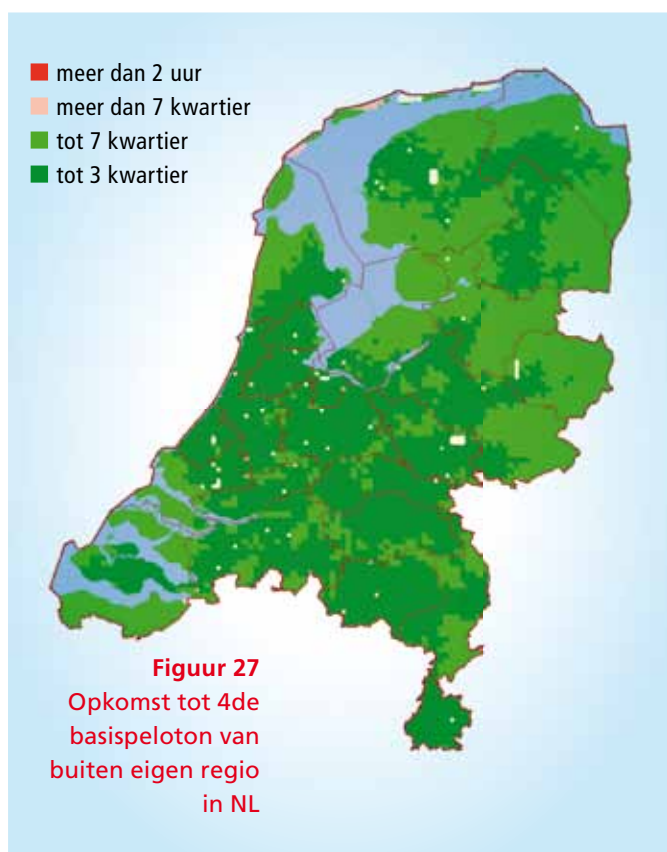 meer dan 2 uur
meer dan 7 kwartier
tot 7 kwartier
tot 3 kwartier
Figuur 27
Opkomst tot 4de
basispeloton van
buiten eigen regio
in NL